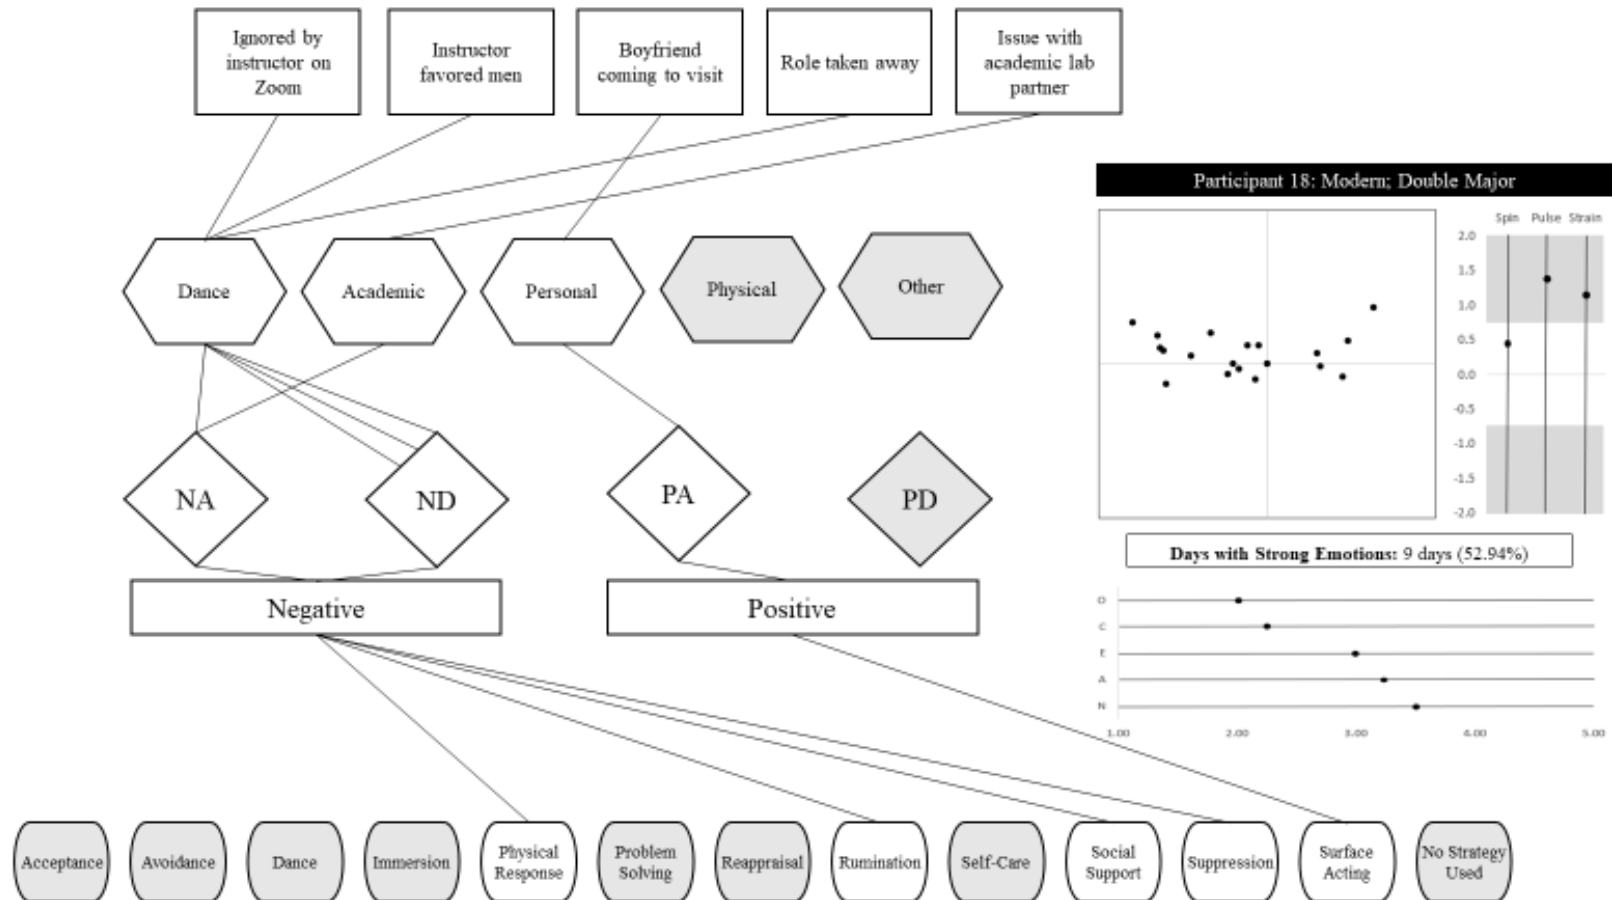 Ignored by
instructor on
Zoom
Instructor
favored men
Boyfriend
coming to visit
Role taken away
Issue with
academic lab
partner
Dance
Academic
Personal
Physical
Other
NA
ND
PA
PD
Negative
Positive
Acceptance
Avoidance
Dance
Immersion
Physical
Response
Problem
Solving
Reappraisal
Rumination
Self-Care
Social
Support
Suppression
Surface
Acting
No Strategy
Used
Participant 18: Modern; Double Major
Spin Pulse Strain
2.0
1.5
1.0
0.5
0.0
-0.5
-1.0
-1.5
-2.0
Days with Strong Emotions: 9 days (52.94%)
O
C
E
A
N
1.00 2.00 3.00 4.00 5.00